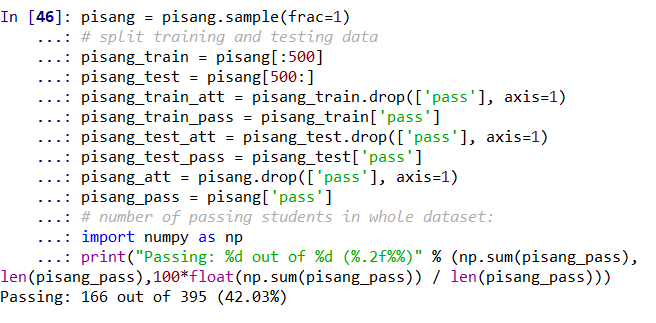 In [46]: pisang = pisang.sample(frac=1)
...: # split training and testing data
...: pisang_train = pisang[:500]
...: pisang_test = pisang[500:]
...: pisang_train_att = pisang_train.drop(['pass'], axis=1)
...: pisang_train_pass = pisang_train['pass']
...: pisang_test_att = pisang_test.drop(['pass'], axis=1)
...: pisang_test_pass = pisang_test['pass']
...: pisang_att = pisang.drop(['pass'], axis=1)
...: pisang_pass = pisang['pass']
...: # number of passing students in whole dataset:
...: import numpy as np
...: print("Passing: %d out of %d (%.2f%%)" % (np.sum(pisang_pass),
len(pisang_pass),100*float(np.sum(pisang_pass)) / len(pisang_pass)))
Passing: 166 out of 395 (42.03%)